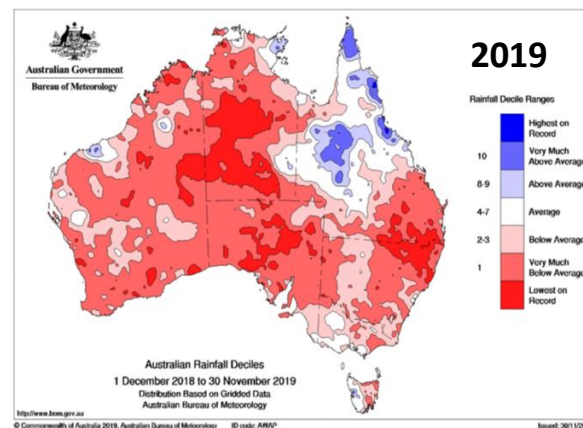 Australian Government
Bureau of Meteorology
2019
Rainfall Decile Ranges
Highest on
Record
10
Very Much
Above Average
8-9
Above Average
4-7
Average
2-3
Below Average
1
Very Much
Below Average
Lowest on
Record
Australian Rainfall Deciles
1 December 2018 to 30 November 2019
Distribution Based on Gridded Data
Australian Bureau of Meteorology
http://www.bom.gov.au
© Commonwealth of Australia 2019, Australian Bureau of Meteorology ID code: AWAP Issued: